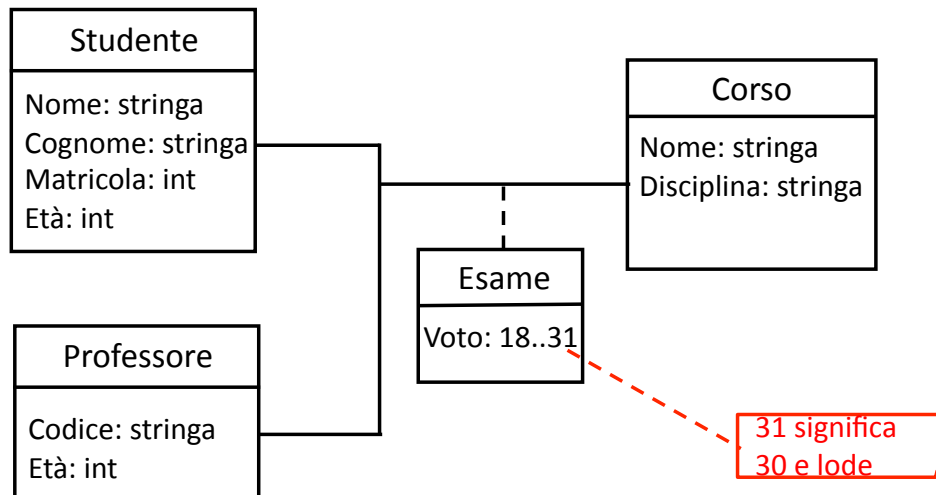 Studente
Nome: stringa
Cognome: stringa
Matricola: int
Età: int
Corso
Nome: stringa
Disciplina: stringa
Esame
Voto: 18..31
Professore
Codice: stringa
Età: int
31 significa
30 e lode